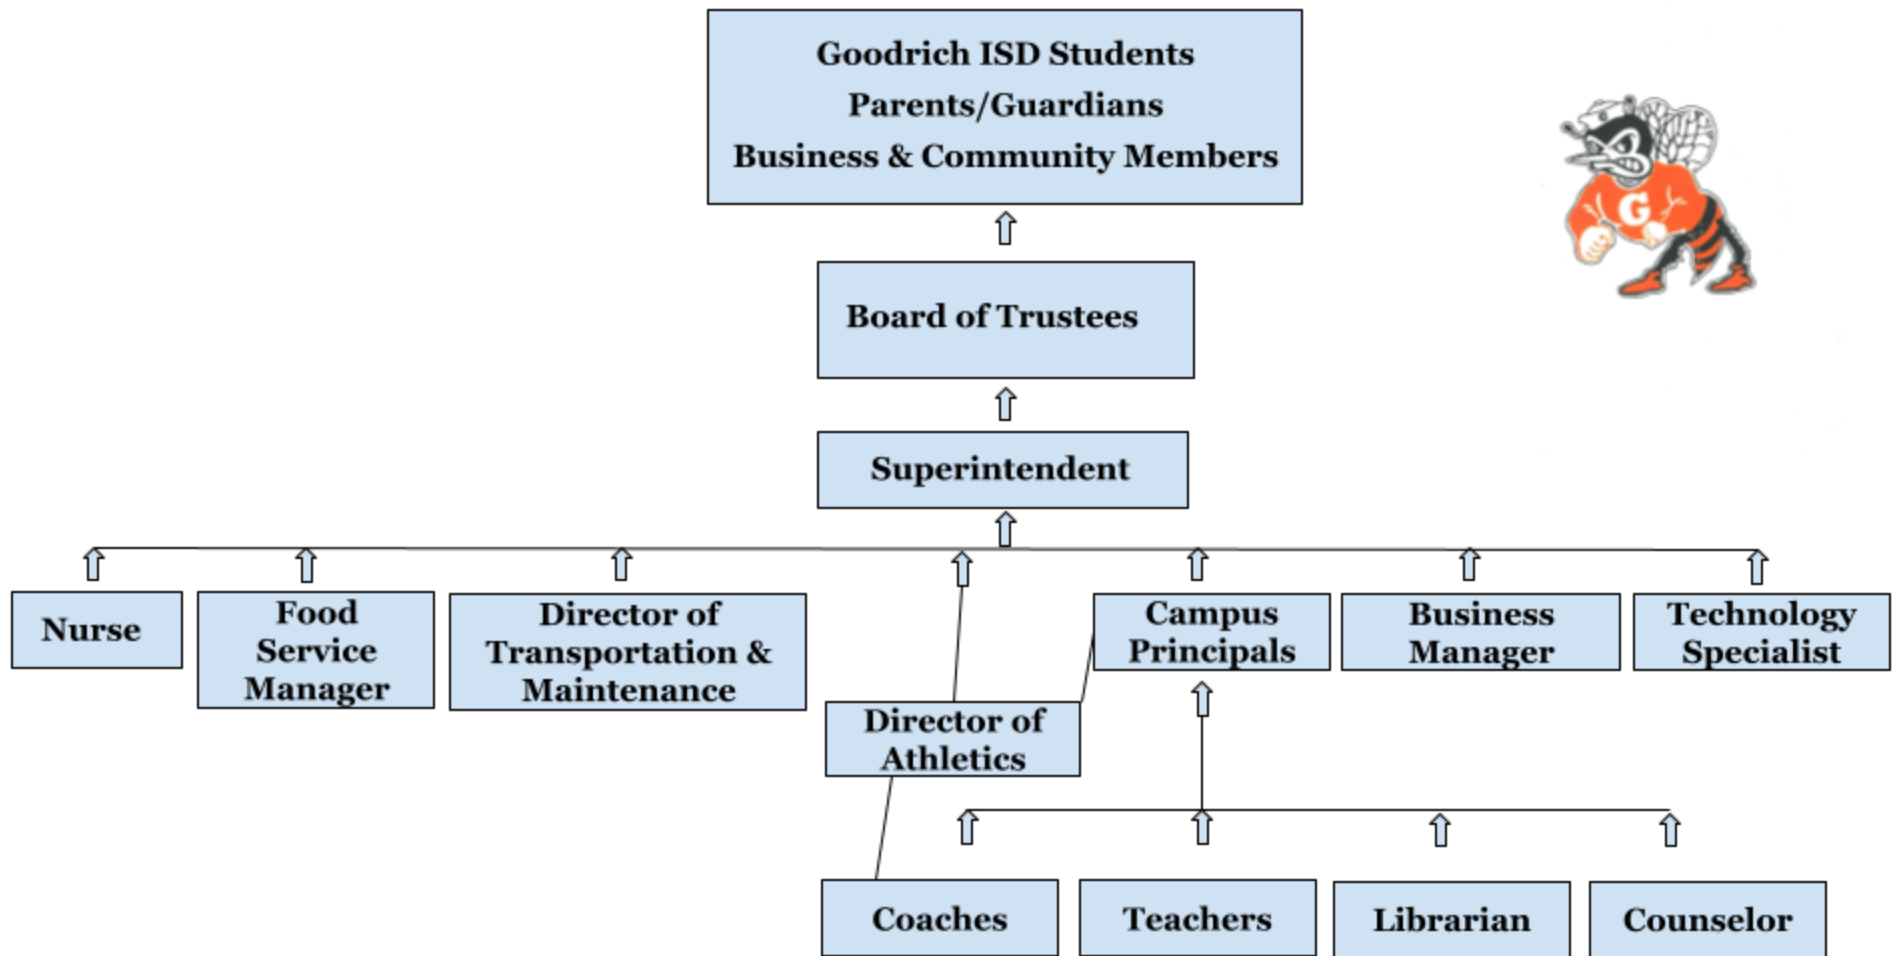 Goodrich ISD Students
Parents/Guardians
Business & Community Members
G
Board of Trustees
Superintendent
Nurse
Food
Service
Manager
Director of
Transportation &
Maintenance
Director of
Athletics
Campus
Principals
Business
Manager
Technology
Specialist
Coaches
Teachers
Librarian
Counselor